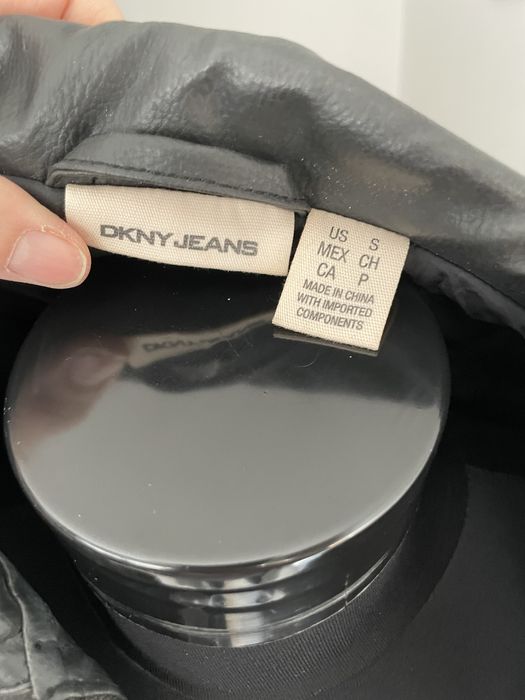 DKNY JEANS
US S
MEX CH
CA P
MADE IN CHINA
WITH IMPORTED
COMPONENTS